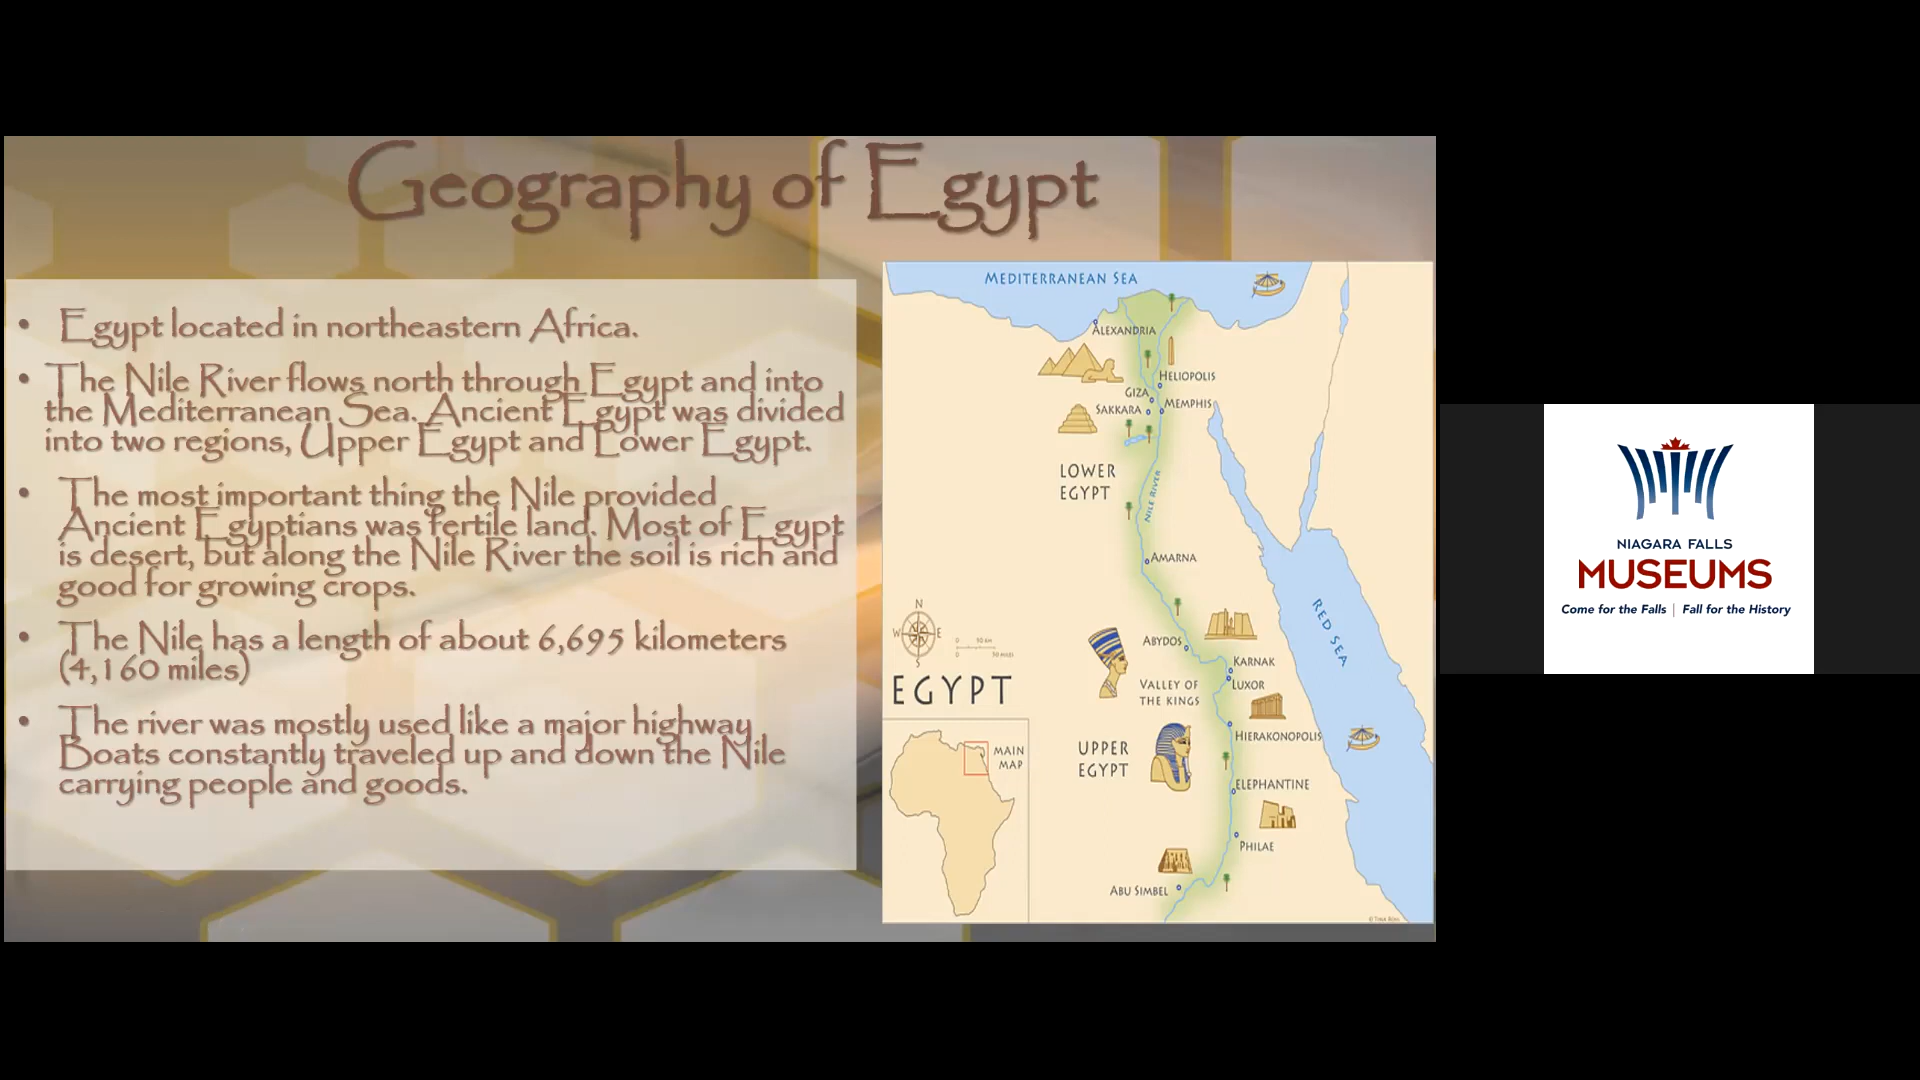 Geography of Egypt
• Egypt located in northeastern Africa.
• The Nile River flows north through Egypt and into
the Mediterranean Sea. Ancient Egypt was divided
into two regions, Upper Egypt and Lower Egypt.
• The most important thing the Nile provided
Ancient Egyptians was fertile land. Most of Egypt
is desert, but along the Nile River the soil is rich and
good for growing crops.
• The Nile has a length of about 6,695 kilometers
(4,160 miles)
• The river was mostly used like a major highway
Boats constantly traveled up and down the Nile
carrying people and goods.
MEDITERRANEAN SEA
ALEXANDRIA
HELIOPOLIS
GIZA
MEMPHIS
SAKKARA
LOWER
EGYPT
NILE RIVER
AMARNA
RED SEA
N
W E
S
ABYDOS
KARNAK
LUXOR
VALLEY OF
THE KINGS
EGYPT
HIERAKONOPOLIS
UPPER
EGYPT
MAIN
MAP
ELEPHANTINE
PHILAE
ABU SIMBEL
NIAGARA FALLS
MUSEUMS
Come for the Falls | Fall for the History